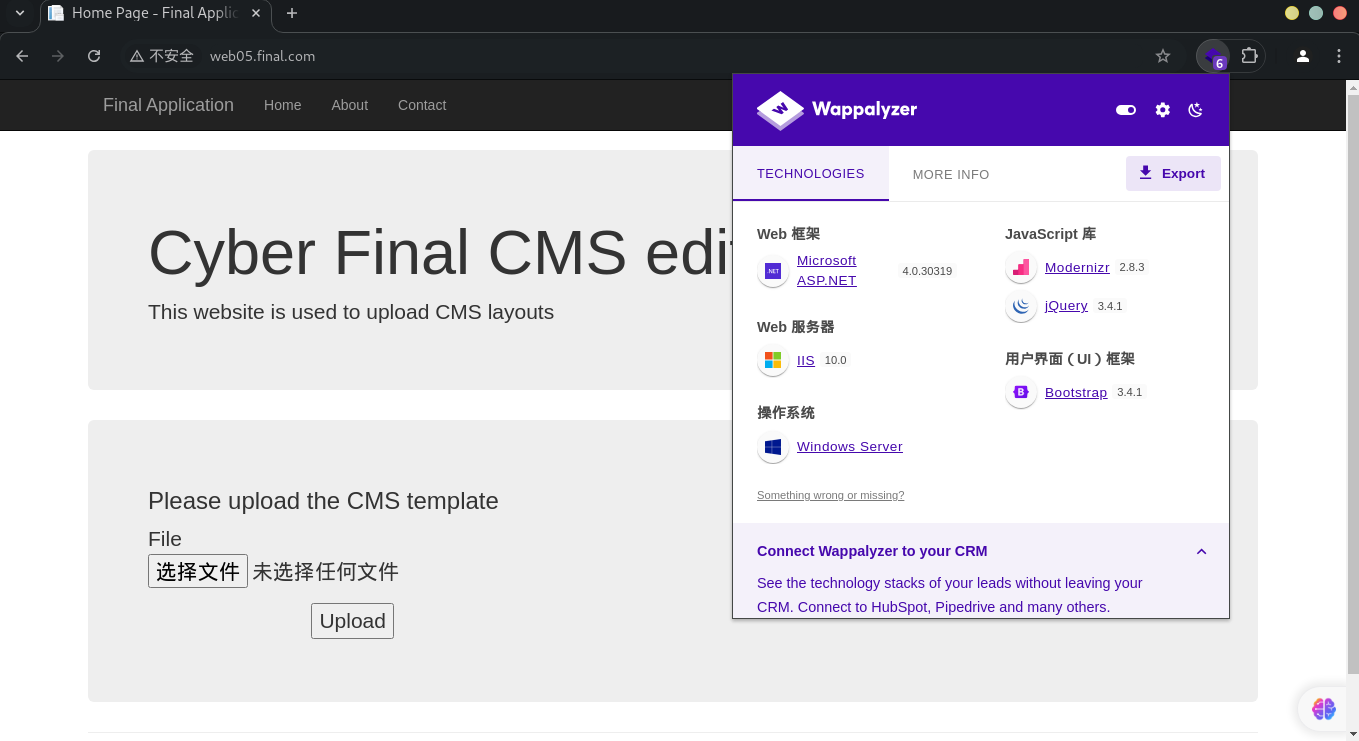 Home Page - Final Applic
不安全
web05.final.com
6
Final Application
Home
About
Contact
Cyber Final CMS edi
This website is used to upload CMS layouts
Please upload the CMS template
File
选择文件 未选择任何文件
Upload
W
Wappalyzer
TECHNOLOGIES
MORE INFO
Export
Web 框架
.NET
Microsoft
ASP.NET
4.0.30319
Web 服务器
IIS
10.0
操作系统
Windows Server
JavaScript 库
Modernizr
2.8.3
jQuery
3.4.1
用户界面（UI）框架
B
Bootstrap
3.4.1
Something wrong or missing?
Connect Wappalyzer to your CRM
See the technology stacks of your leads without leaving your
CRM. Connect to HubSpot, Pipedrive and many others.